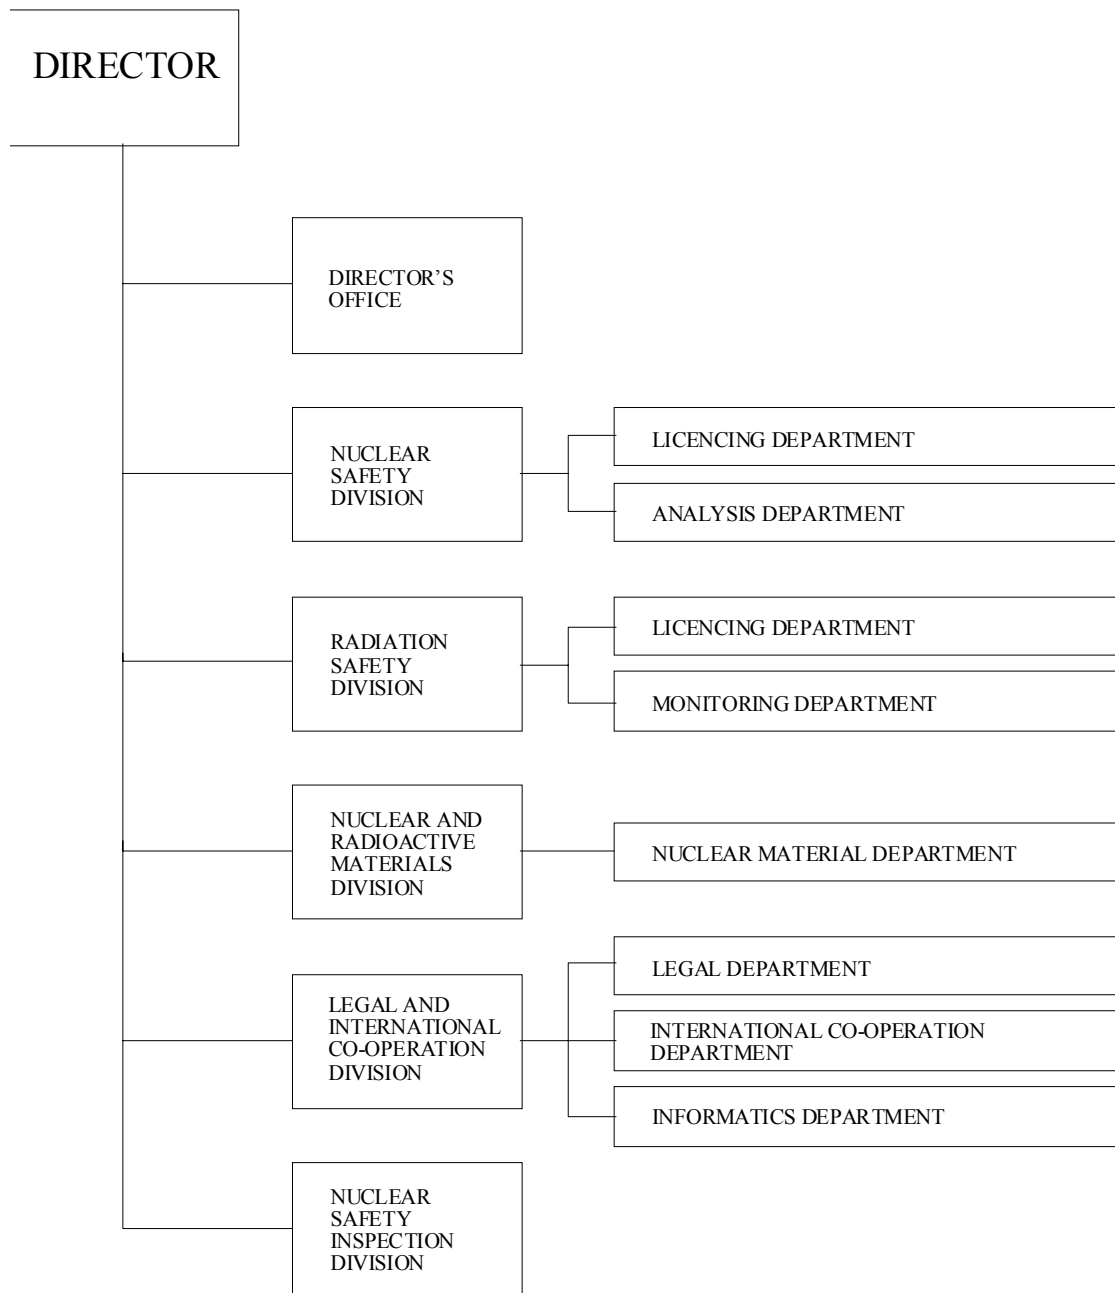 DIRECTOR
DIRECTOR’S
OFFICE
NUCLEAR
SAFETY
DIVISION
LICENCING DEPARTMENT
ANALYSIS DEPARTMENT
RADIATION
SAFETY
DIVISION
LICENCING DEPARTMENT
MONITORING DEPARTMENT
NUCLEAR AND
RADIOACTIVE
MATERIALS
DIVISION
NUCLEAR MATERIAL DEPARTMENT
LEGAL AND
INTERNATIONAL
CO-OPERATION
DIVISION
LEGAL DEPARTMENT
INTERNATIONAL CO-OPERATION
DEPARTMENT
INFORMATICS DEPARTMENT
NUCLEAR
SAFETY
INSPECTION
DIVISION